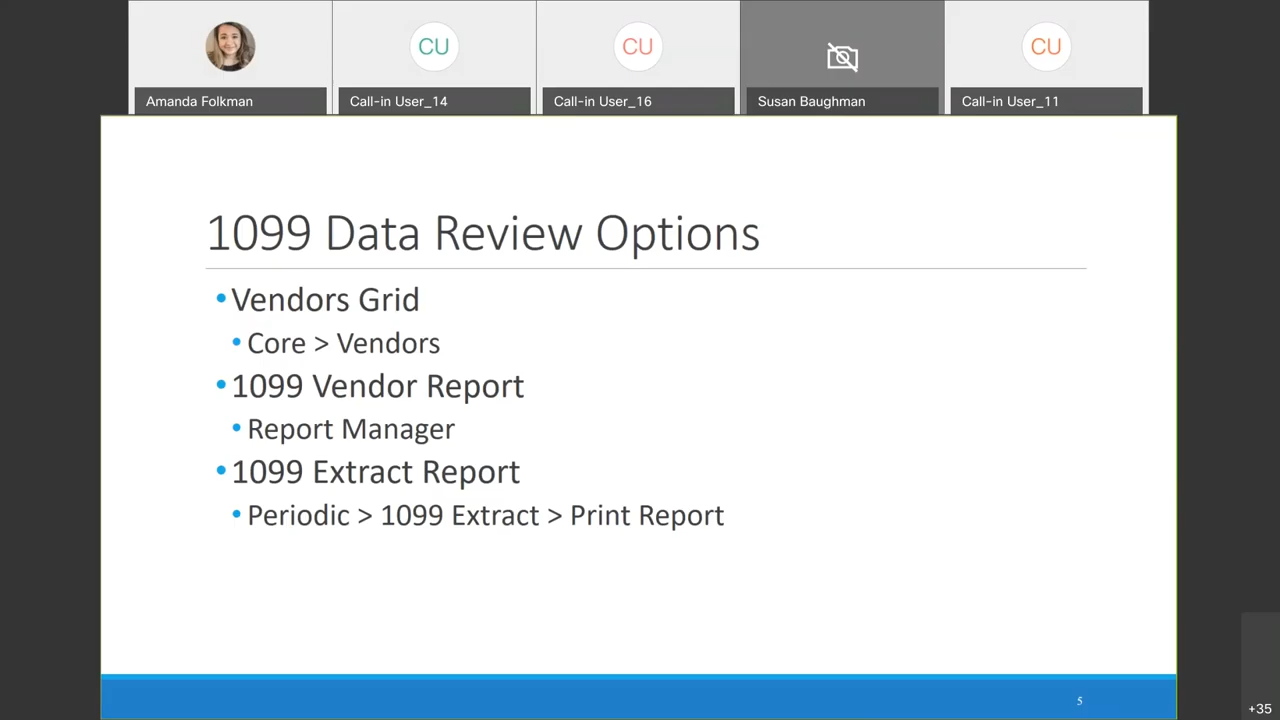 CU
CU
CU
Amanda Folkman
Call-in User_14
Call-in User_16
Susan Baughman
Call-in User_11
1099 Data Review Options
•Vendors Grid
•Core > Vendors
•1099 Vendor Report
•Report Manager
•1099 Extract Report
•Periodic > 1099 Extract > Print Report
5
+35